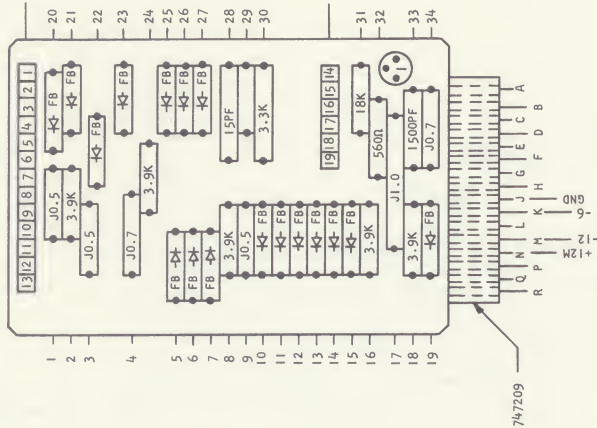 20
21
22
23
24
25
26
27
28
29
30
31
32
33
34
13 12 11 10 9 8 7 6 5 4 3 2 1
19 18 17 16 15 14
J0.5
FB
3.9K
FB
J0.5
FB
J0.7
FB
3.9K
FB
FB
FB
FB
FB
FB
3.9K
15PF
J0.5
FB
3.3K
FB
FB
FB
FB
FB
3.9K
18K
560Ω
J1.0
3.9K
1500PF
FB
J0.7
1
2
3
4
5
6
7
8
9
10
11
12
13
14
15
16
17
18
19
A
B
C
D
E
F
G
H
J GND
K -6
L
M -12
N +12M
P
Q
R
747209